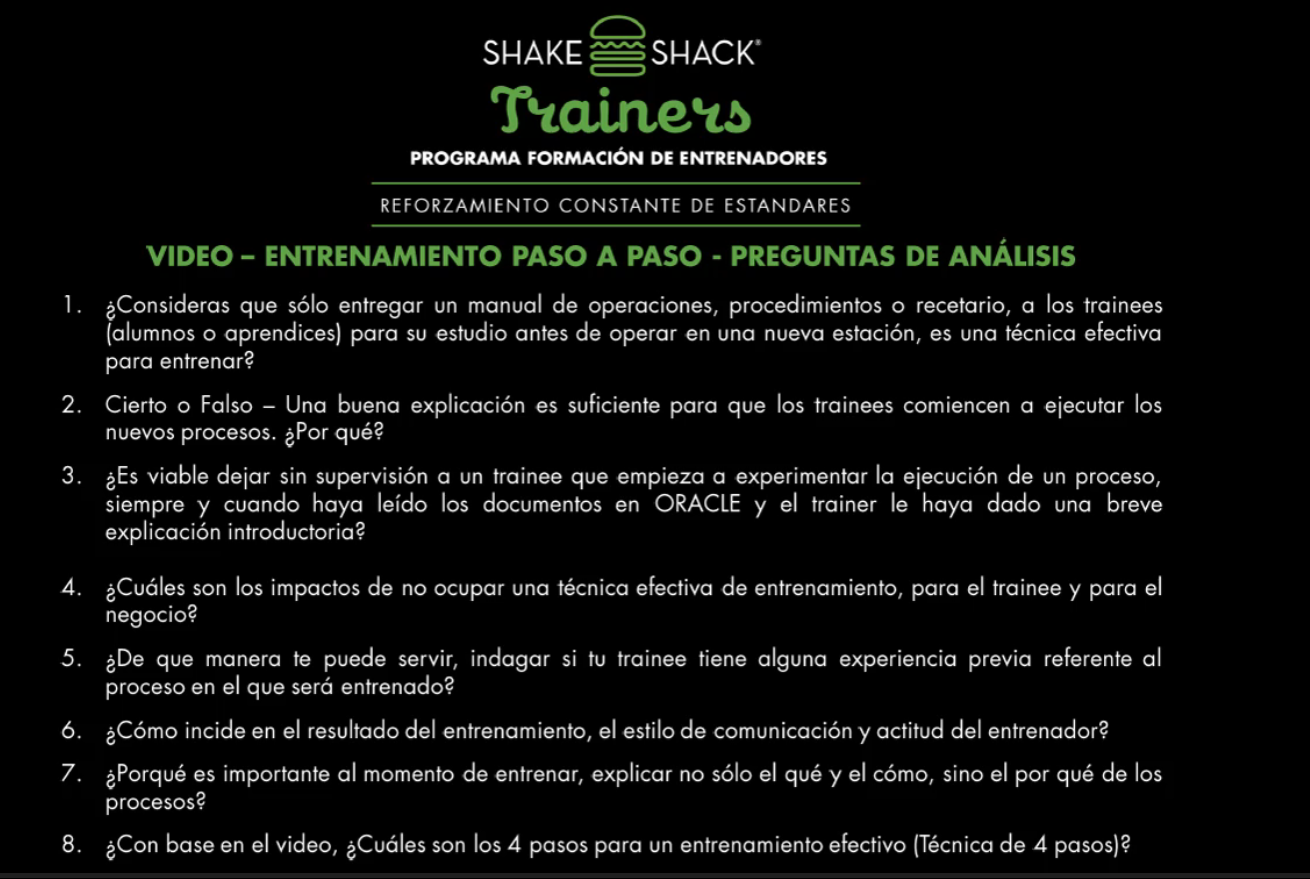 SHAKE SHACK®
Trainers
PROGRAMA FORMACIÓN DE ENTRENADORES
REFORZAMIENTO CONSTANTE DE ESTANDARES
VIDEO – ENTRENAMIENTO PASO A PASO - PREGUNTAS DE ANÁLISIS
1. ¿Consideras que sólo entregar un manual de operaciones, procedimientos o recetario, a los trainees
(alumnos o aprendices) para su estudio antes de operar en una nueva estación, es una técnica efectiva
para entrenar?
2. Cierto o Falso – Una buena explicación es suficiente para que los trainees comiencen a ejecutar los
nuevos procesos. ¿Por qué?
3. ¿Es viable dejar sin supervisión a un trainee que empieza a experimentar la ejecución de un proceso,
siempre y cuando haya leído los documentos en ORACLE y el trainer le haya dado una breve
explicación introductoria?
4. ¿Cuáles son los impactos de no ocupar una técnica efectiva de entrenamiento, para el trainee y para el
negocio?
5. ¿De que manera te puede servir, indagar si tu trainee tiene alguna experiencia previa referente al
proceso en el que será entrenado?
6. ¿Cómo incide en el resultado del entrenamiento, el estilo de comunicación y actitud del entrenador?
7. ¿Porqué es importante al momento de entrenar, explicar no sólo el qué y el cómo, sino el por qué de los
procesos?
8. ¿Con base en el video, ¿Cuáles son los 4 pasos para un entrenamiento efectivo (Técnica de 4 pasos)?